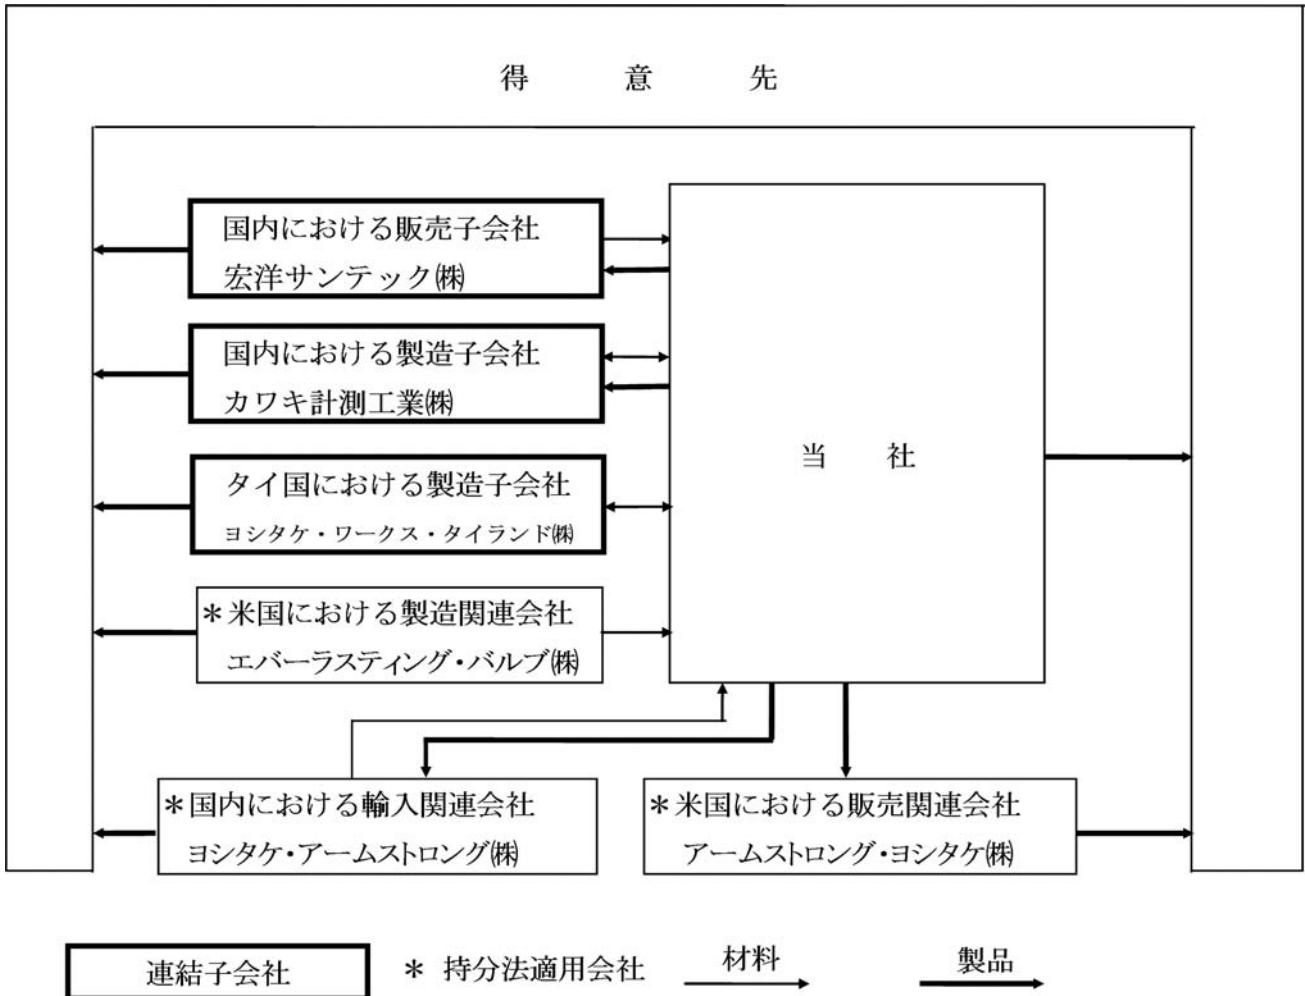 得意先
国内における販売子会社
宏洋サンテック㈱
国内における製造子会社
カワキ計測工業㈱
当社
タイ国における製造子会社
ヨシタケ・ワークス・タイランド㈱
*米国における製造関連会社
エバーラスティング・バルブ㈱
*国内における輸入関連会社
ヨシタケ・アームストロング㈱
*米国における販売関連会社
アームストロング・ヨシタケ㈱
連結子会社
* 持分法適用会社
材料
製品